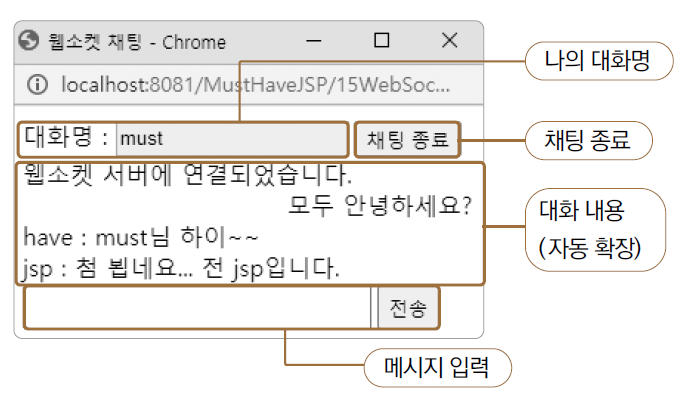 웹소켓 채팅 - Chrome
localhost:8081/MustHaveJSP/15WebSoc...
나의 대화명
대화명 : must
채팅 종료
채팅 종료
웹소켓 서버에 연결되었습니다.
모두 안녕하세요?
have : must님 하이~~
jsp : 첨 뵙네요... 전 jsp입니다.
대화 내용
(자동 확장)
전송
메시지 입력